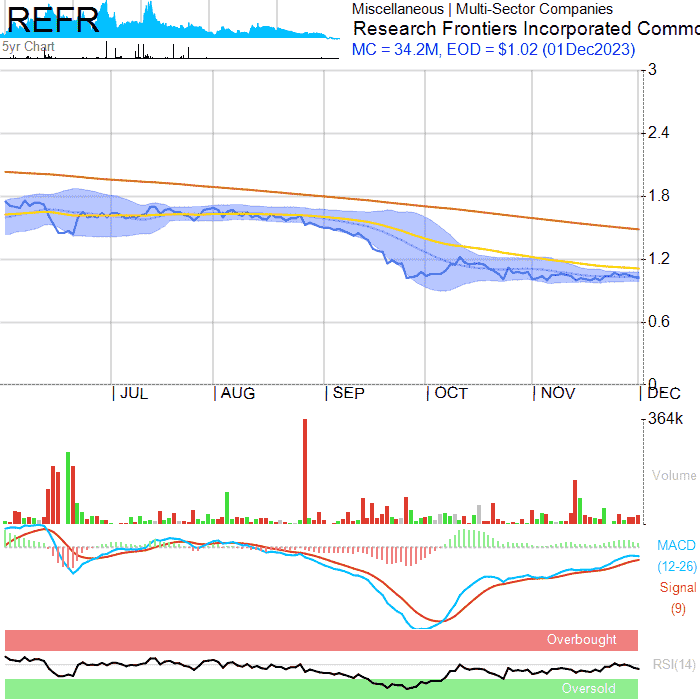 REFR
5yr Chart
Miscellaneous | Multi-Sector Companies
Research Frontiers Incorporated Commo
MC = 34.2M, EOD = $1.02 (01Dec2023)
3
2.4
1.8
1.2
0.6
0
JUL
AUG
SEP
OCT
NOV
DEC
364k
Volume
MACD
(12-26)
Signal
(9)
Overbought
RSI(14)
Oversold